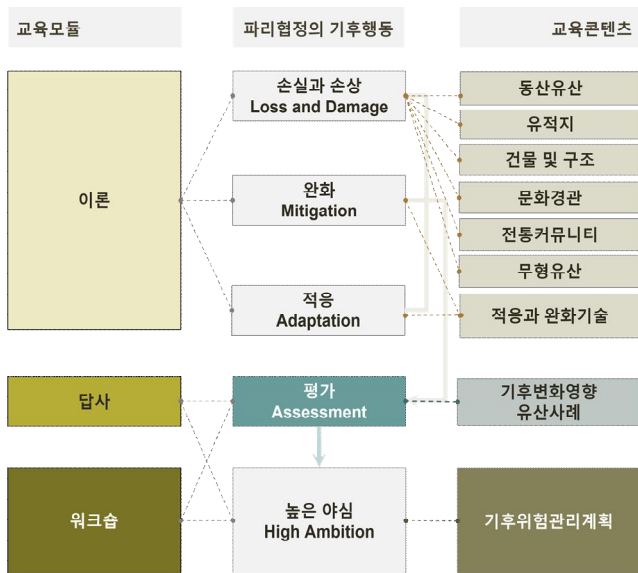 교육모듈
파리협정의 기후행동
교육콘텐츠
이론
손실과 손상
Loss and Damage
완화
Mitigation
적응
Adaptation
동산유산
유적지
건물 및 구조
문화경관
전통커뮤니티
무형유산
적응과 완화기술
답사
평가
Assessment
기후변화영향
유산사례
워크숍
높은 야심
High Ambition
기후위험관리계획